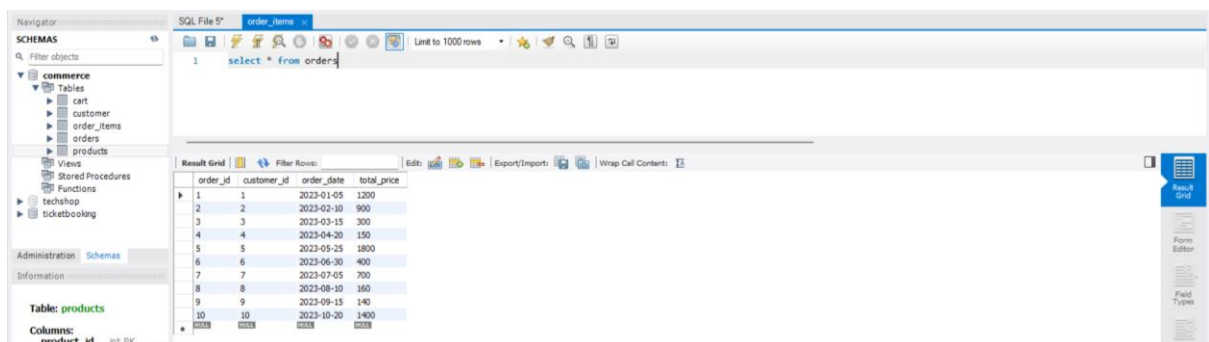 Navigator
SCHEMAS
Filter objects
commerce
Tables
cart
customer
order_items
orders
products
Views
Stored Procedures
Functions
techshop
ticketbooking
Administration Schemas
Information
Table: products
Columns:
product_id int PK
SQL File 5* order_items ×
Limit to 1000 rows
1 select * from orders
Result Grid Filter Rows: Edit: Export/Import: Wrap Cell Content:
order_id customer_id order_date total_price
1 1 2023-01-05 1200
2 2 2023-02-10 900
3 3 2023-03-15 300
4 4 2023-04-20 150
5 5 2023-05-25 1800
6 6 2023-06-30 400
7 7 2023-07-05 700
8 8 2023-08-10 160
9 9 2023-09-15 140
10 10 2023-10-20 1400
NULL NULL NULL NULL
Result
Grid
Form
Editor
Field
Types